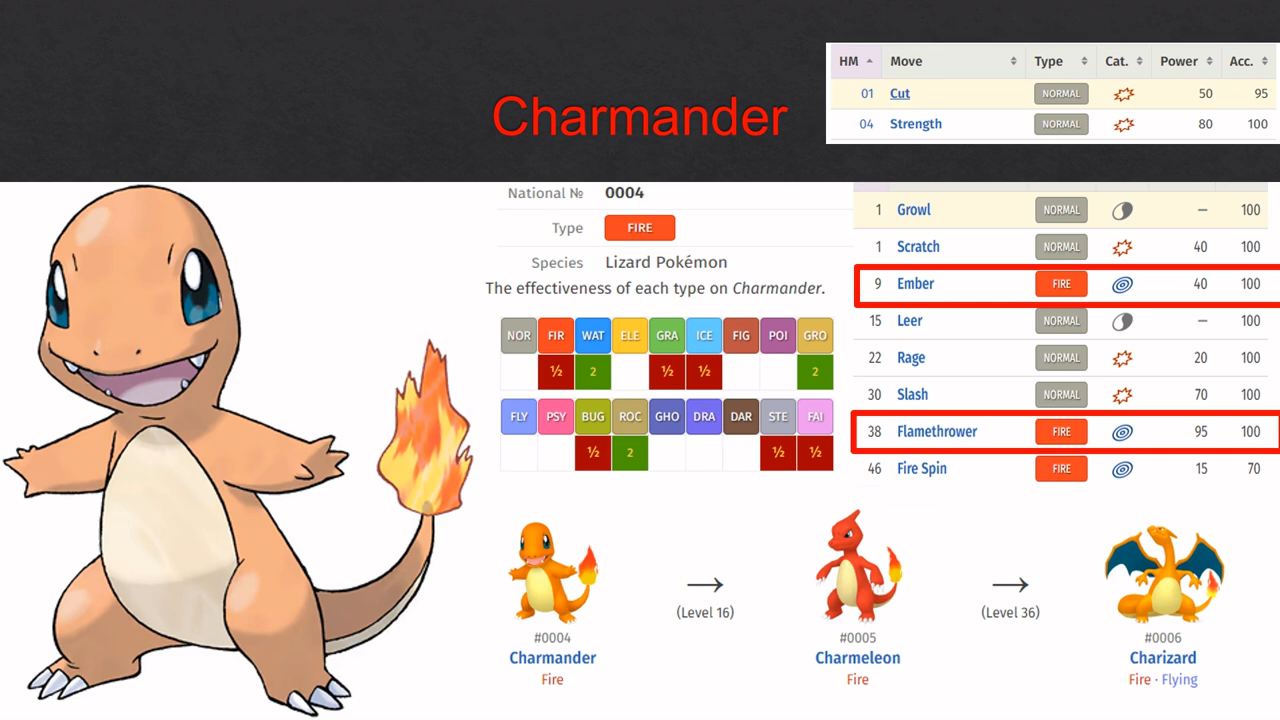 Charmander
HM Move Type Cat. Power Acc.
01 Cut NORMAL 50 95
04 Strength NORMAL 80 100
National № 0004
Type FIRE
Species Lizard Pokémon
The effectiveness of each type on Charmander.
NOR FIR WAT ELE GRA ICE FIG POI GRO
½ 2 ½ ½ 2
FLY PSY BUG ROC GHO DRA DAR STE FAI
½ 2 ½ ½
1 Growl NORMAL — 100
1 Scratch NORMAL 40 100
9 Ember FIRE 40 100
15 Leer NORMAL — 100
22 Rage NORMAL 20 100
30 Slash NORMAL 70 100
38 Flamethrower FIRE 95 100
46 Fire Spin FIRE 15 70
(Level 16) (Level 36)
#0004 #0005 #0006
Charmander Charmeleon Charizard
Fire Fire Fire · Flying